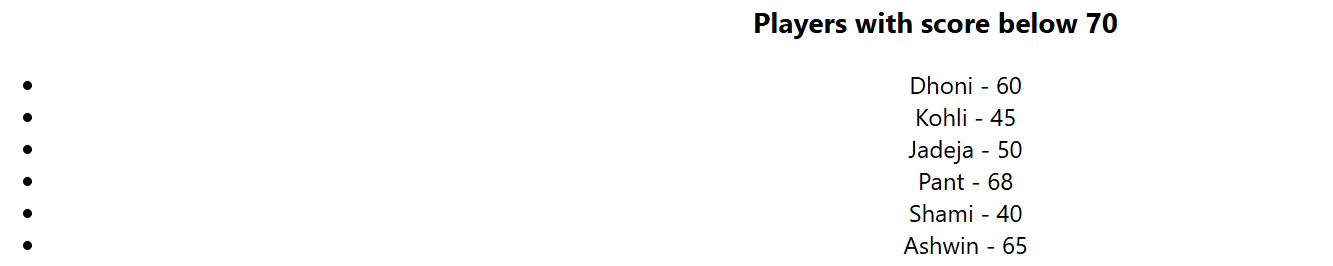 Players with score below 70
• Dhoni - 60
• Kohli - 45
• Jadeja - 50
• Pant - 68
• Shami - 40
• Ashwin - 65